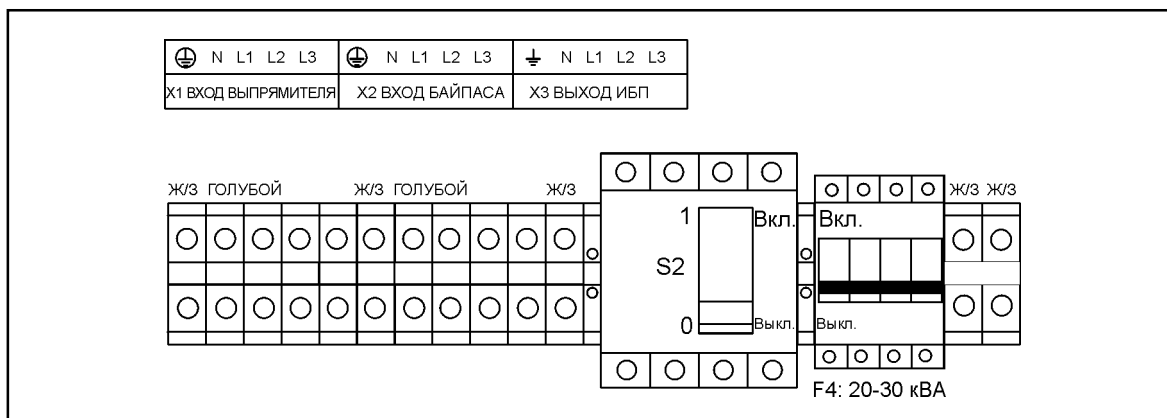 N L1 L2 L3 N L1 L2 L3 N L1 L2 L3
X1 ВХОД ВЫПРЯМИТЕЛЯ X2 ВХОД БАЙПАСА X3 ВЫХОД ИБП
Ж/З ГОЛУБОЙ Ж/З ГОЛУБОЙ Ж/З Ж/З Ж/З
1 Вкл. Вкл.
S2
0 Выкл. Выкл.
F4: 20-30 кВА